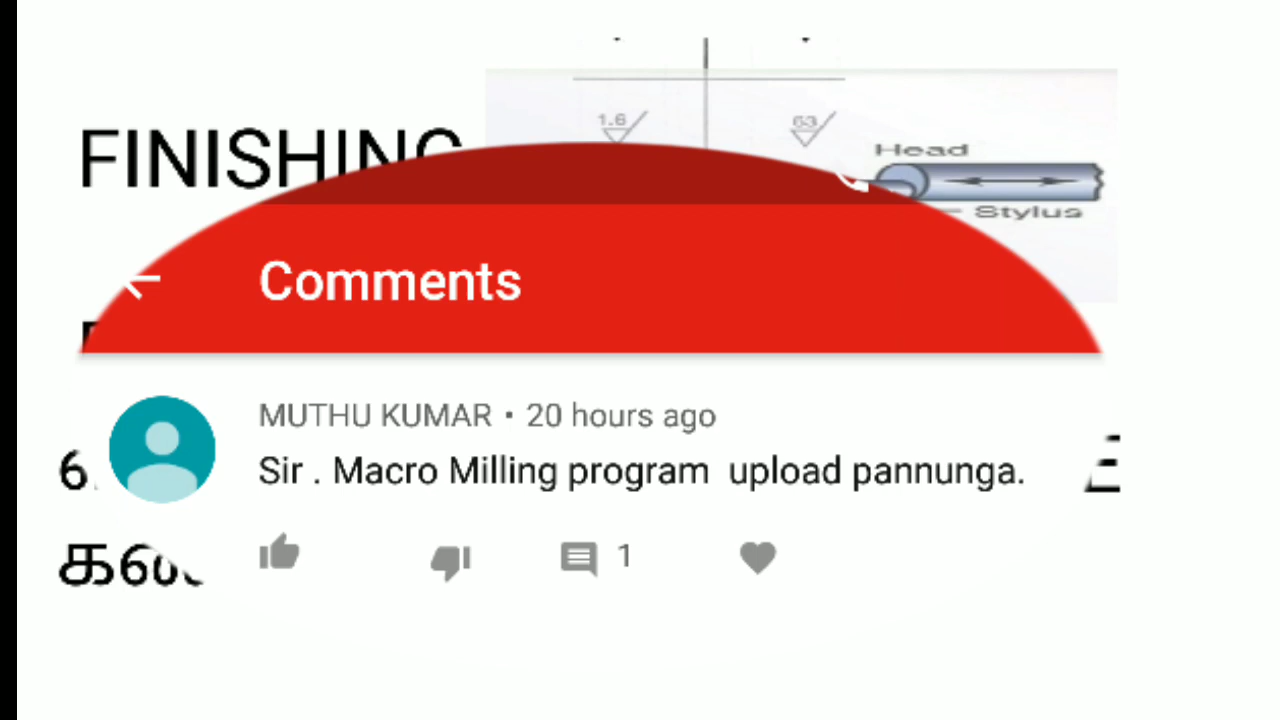 FINISHING
1.6
63
Head
Stylus
Comments
MUTHU KUMAR • 20 hours ago
Sir . Macro Milling program upload pannunga.
1